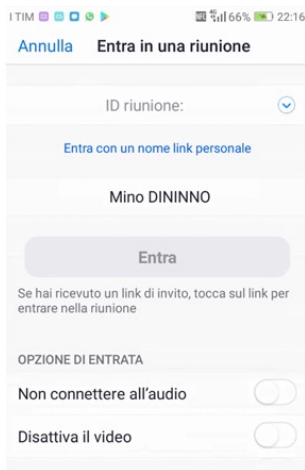 I TIM 66% 22:16
Annulla Entra in una riunione
ID riunione:
Entra con un nome link personale
Mino DININNO
Entra
Se hai ricevuto un link di invito, tocca sul link per
entrare nella riunione
OPZIONE DI ENTRATA
Non connettere all'audio
Disattiva il video